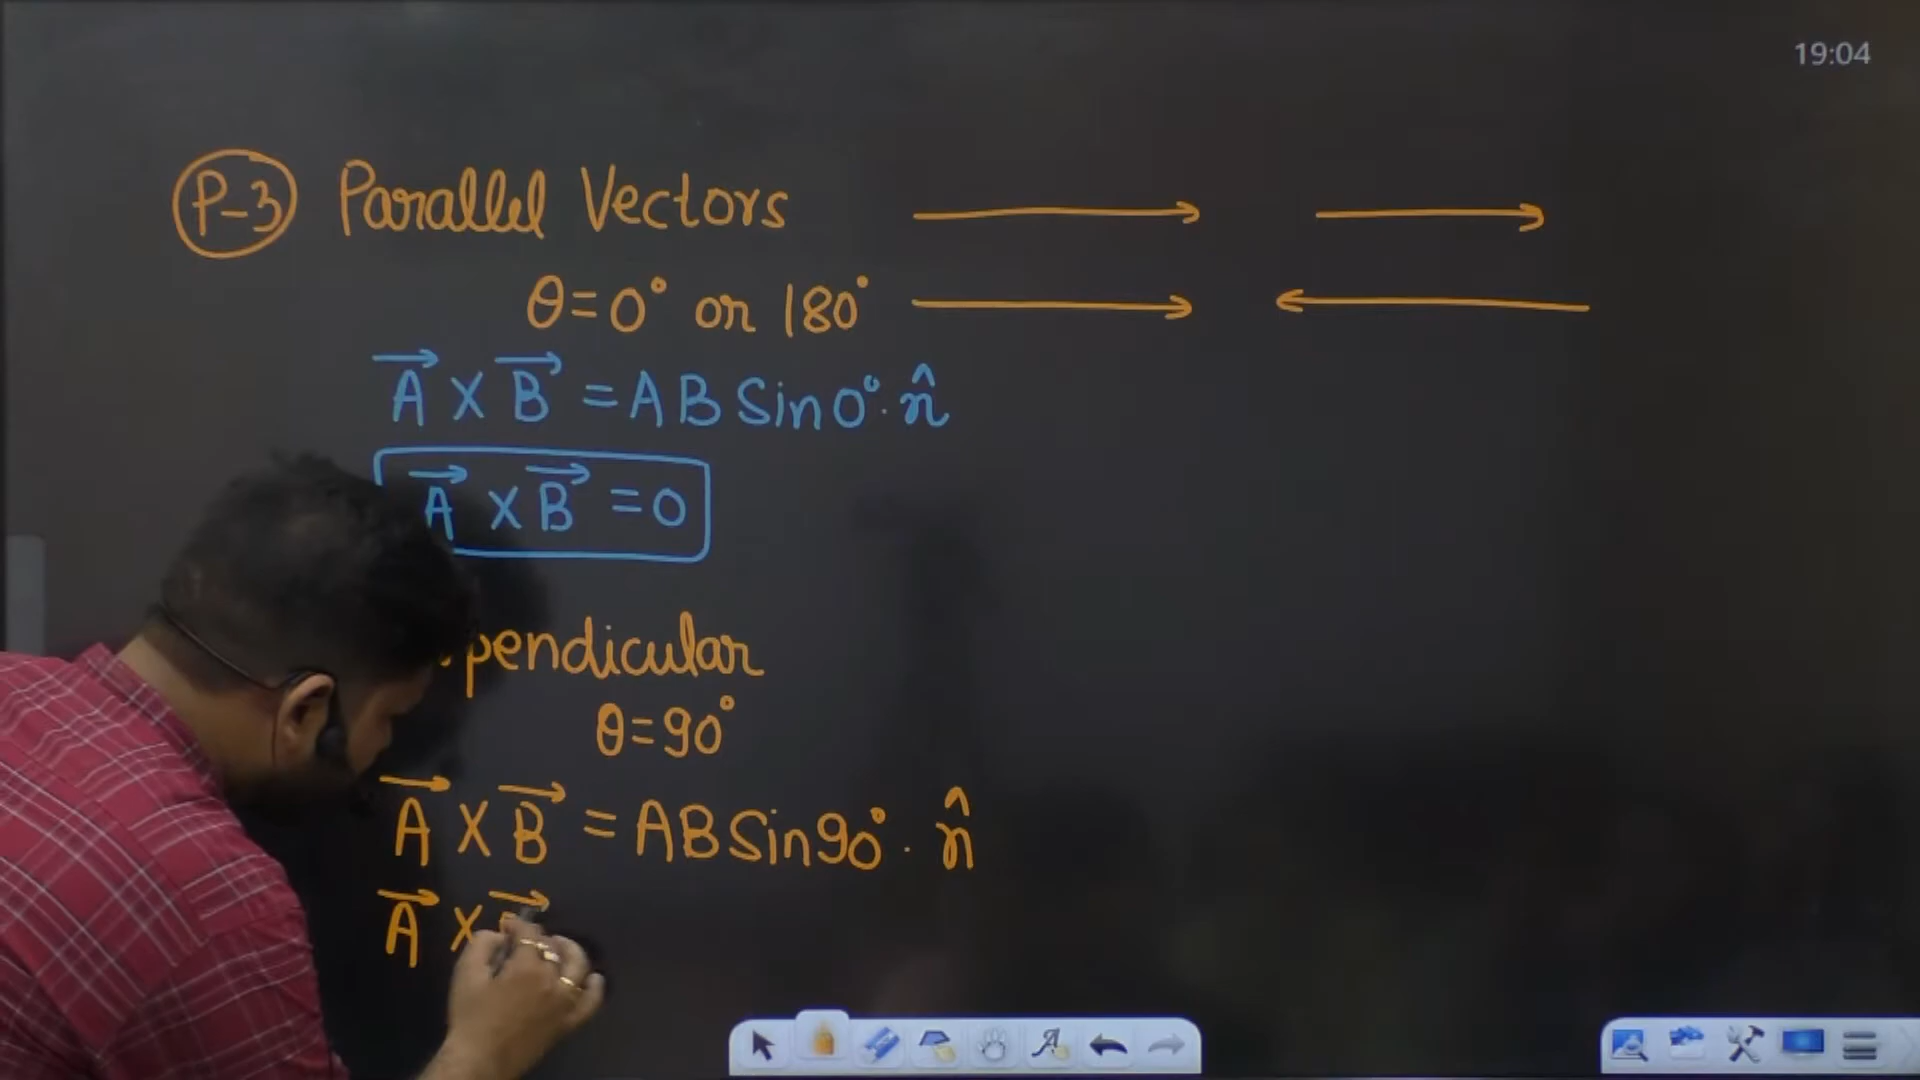 19:04
P-3 Parallel Vectors
θ=0° or 180°
A⃗ X B⃗ = AB Sin0°. n̂
A⃗ X B⃗ = 0
pendicular
θ=90°
A⃗ X B⃗ = AB Sin90° . n̂
A⃗ X